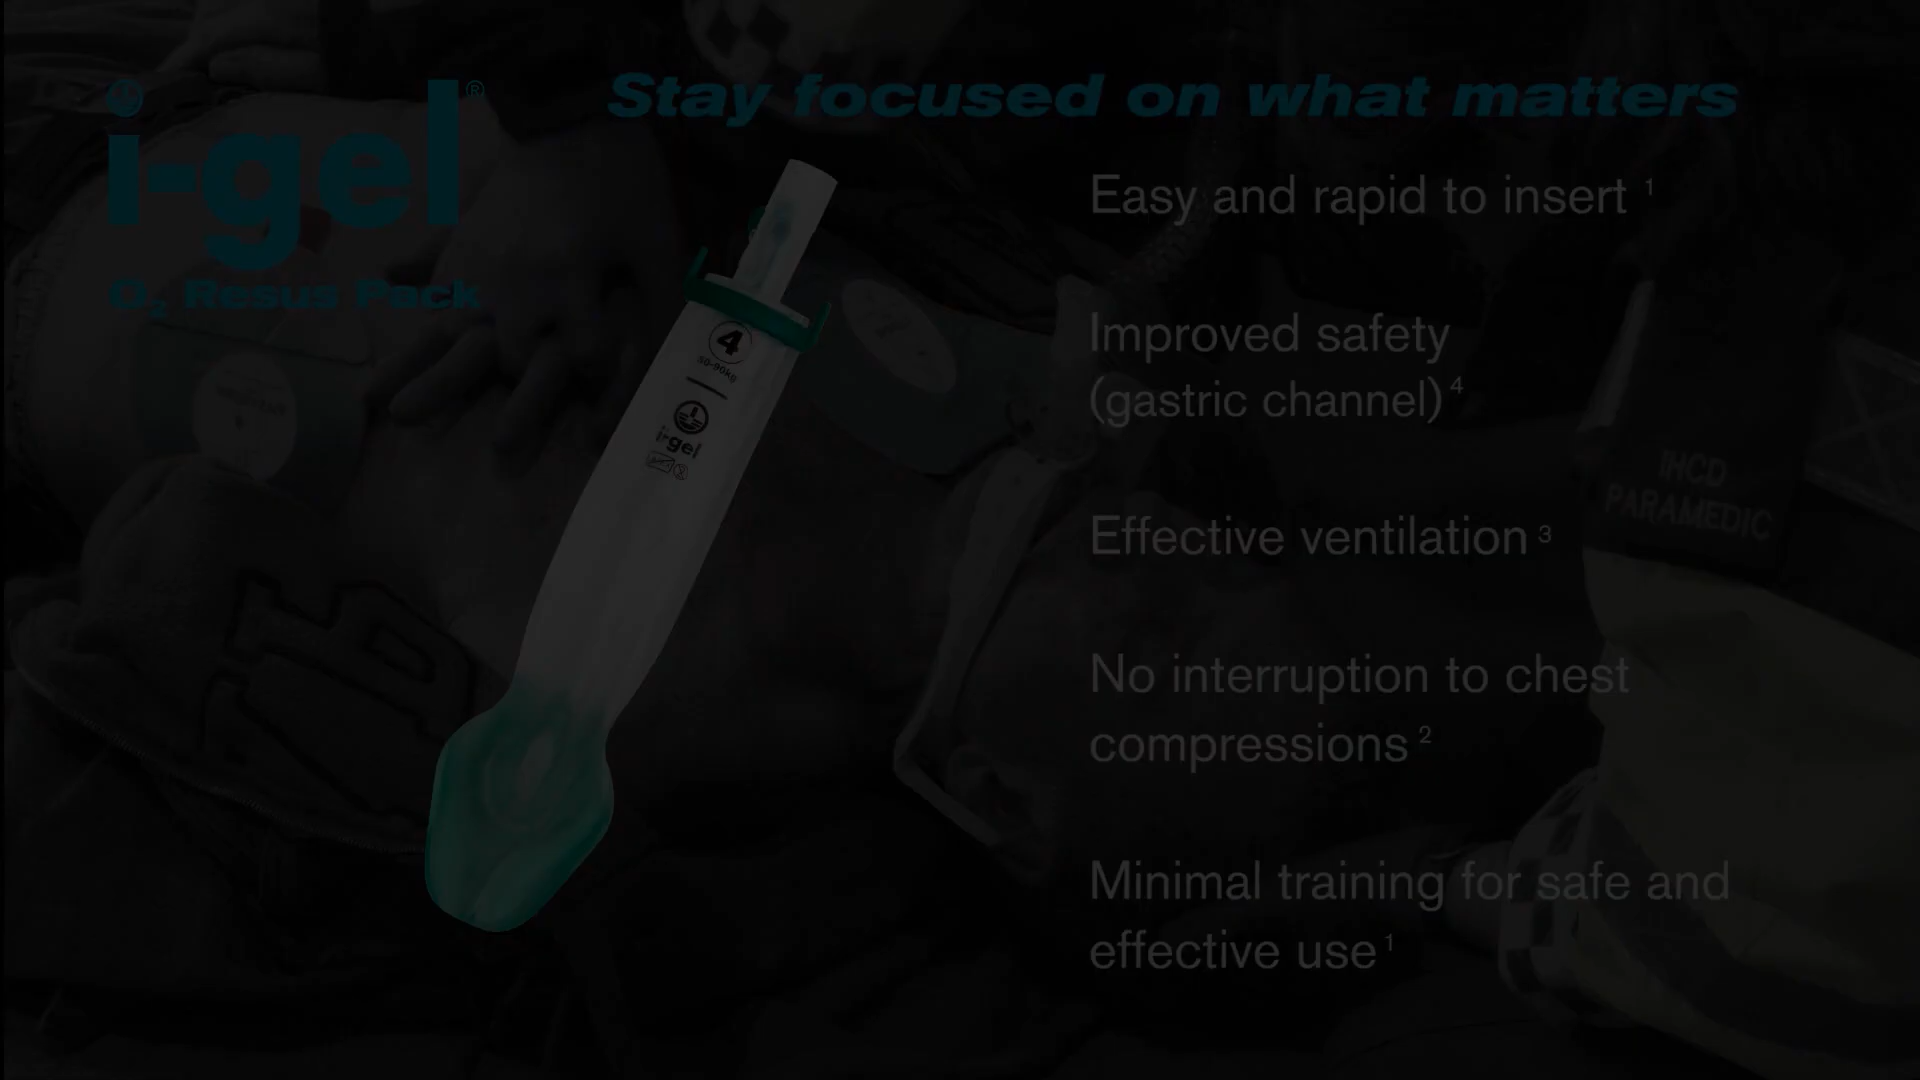 i-gel®
O₂ Resus Pack
Stay focused on what matters
Easy and rapid to insert ¹
Improved safety
(gastric channel) ⁴
Effective ventilation ³
No interruption to chest
compressions ²
Minimal training for safe and
effective use ¹
4
50-90kg
i-gel
IHCD
PARAMEDIC